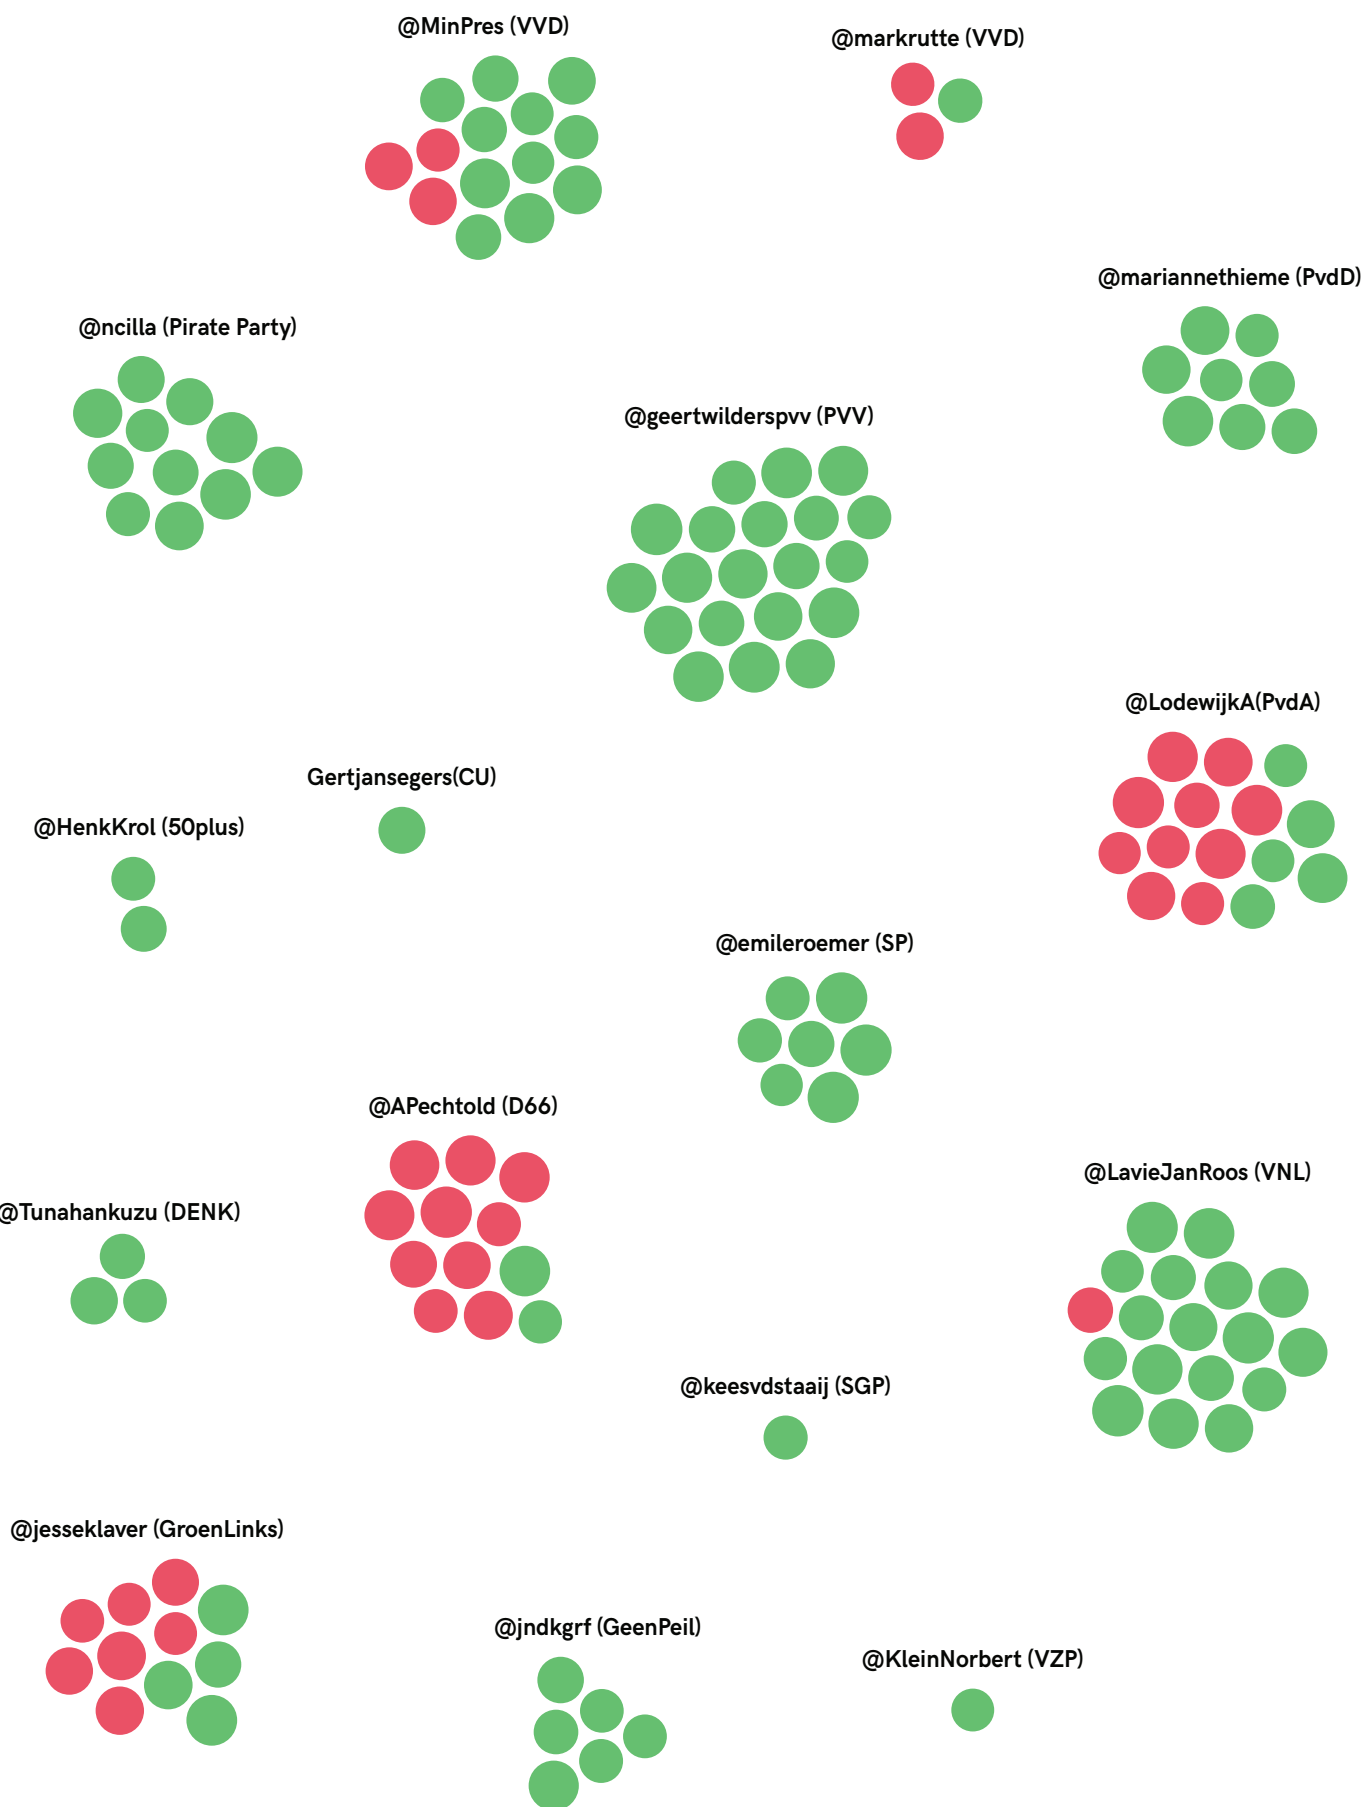 @MinPres (VVD)
@markrutte (VVD)
@mariannethieme (PvdD)
@ncilla (Pirate Party)
@geertwilderspvv (PVV)
@LodewijkA(PvdA)
Gertjansegers(CU)
@HenkKrol (50plus)
@emileroemer (SP)
@APechtold (D66)
@LavieJanRoos (VNL)
@Tunahankuzu (DENK)
@keesvdstaaij (SGP)
@jesseklaver (GroenLinks)
@jndkgrf (GeenPeil)
@KleinNorbert (VZP)